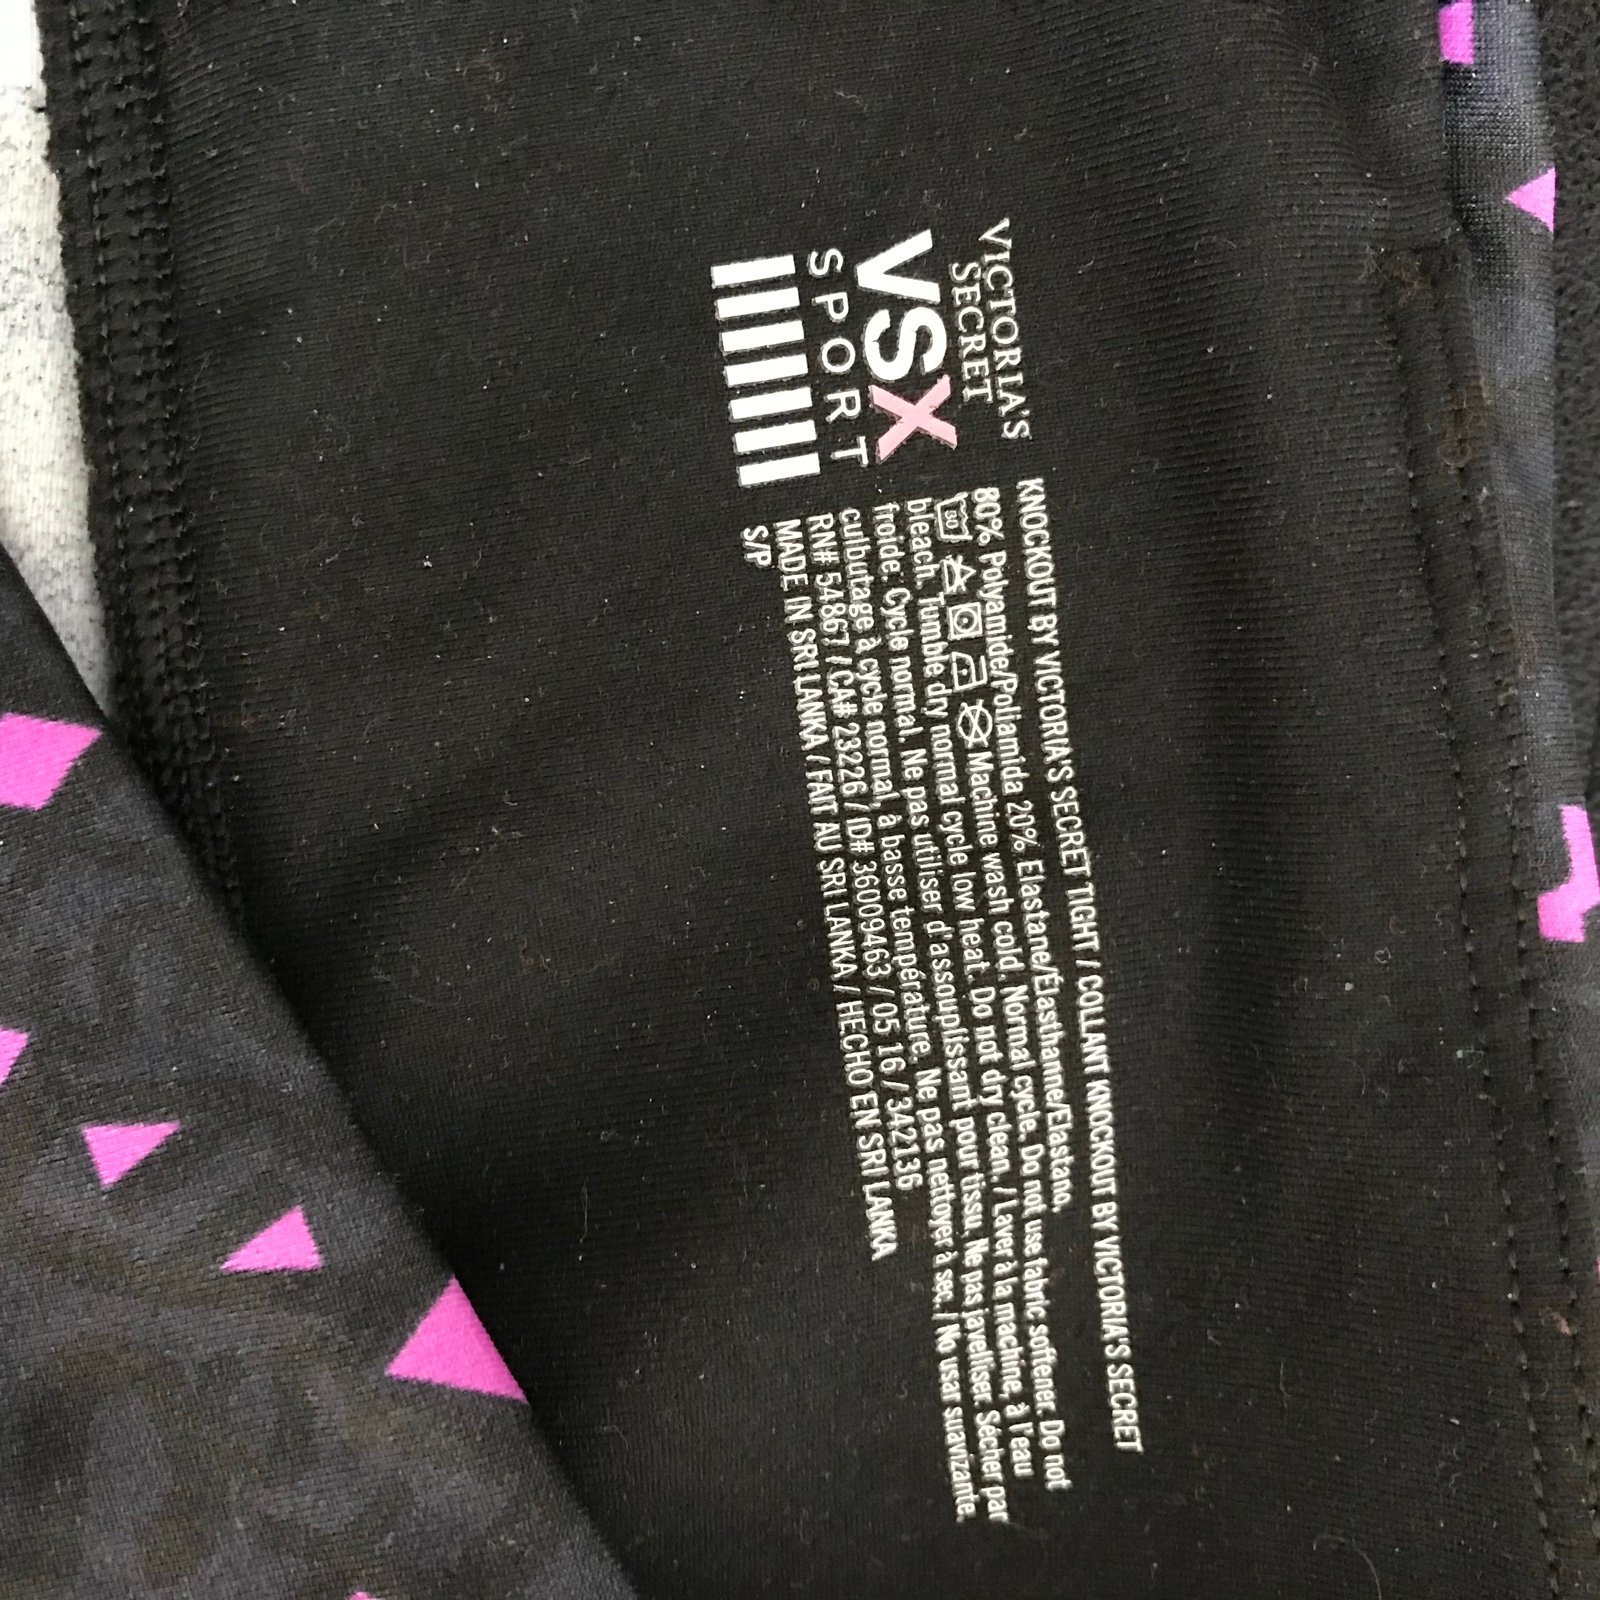 VICTORIA'S
SECRET
VSX
SPORT
KNOCKOUT BY VICTORIA'S SECRET TIGHT / COLLANT KNOCKOUT BY VICTORIA'S SECRET
80% Polyamide/Poliamida 20% Elastane/Élasthanne/Elastano.
30 Machine wash cold. Normal cycle. Do not use fabric softener. Do not
bleach. Tumble dry normal cycle low heat. Do not dry clean. / Laver à la machine, à l'eau
froide. Cycle normal. Ne pas utiliser d'assouplissant pour tissu. Ne pas javelliser. Sécher par
culbutage à cycle normal, à basse température. Ne pas nettoyer à sec. / No usar suavizante.
RN# 54867 / CA# 23226 / ID# 36009463 / 05 16 / 342136
MADE IN SRI LANKA / FAIT AU SRI LANKA / HECHO EN SRI LANKA
S/P